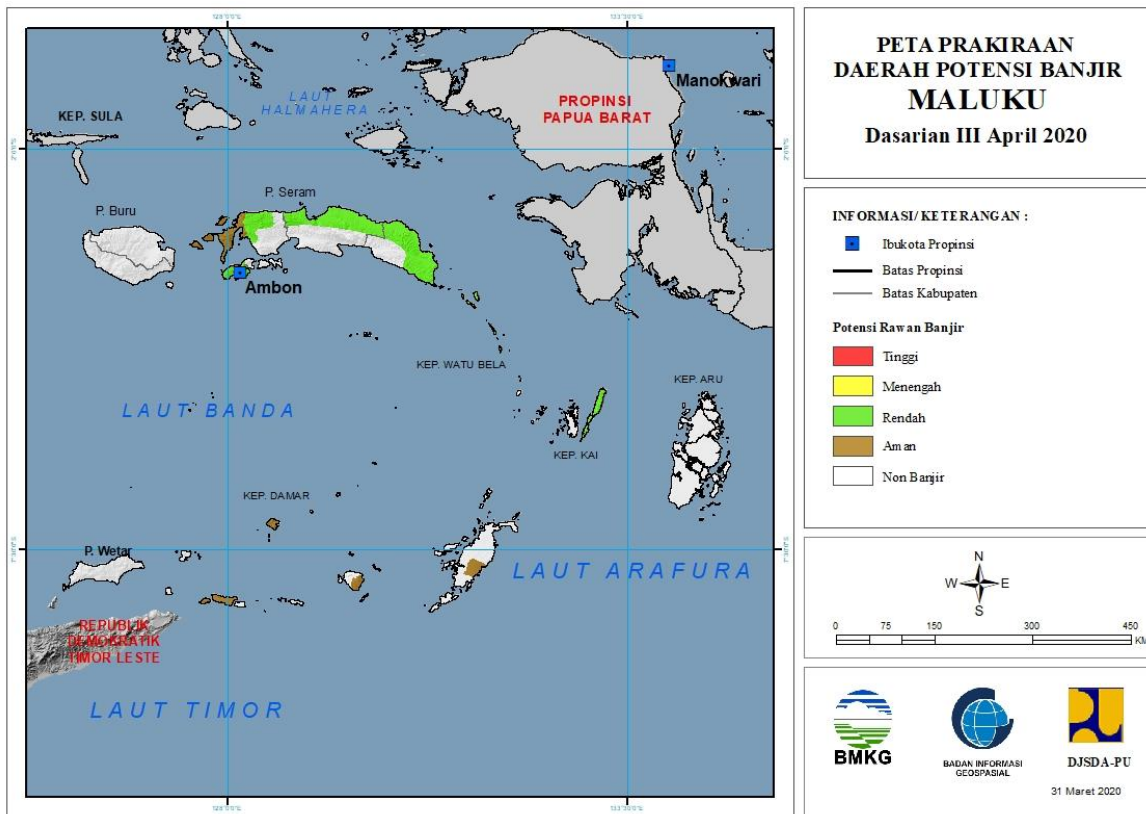 PETA PRAKIRAAN
DAERAH POTENSI BANJIR
MALUKU
Dasarian III April 2020
INFORMASI/ KETERANGAN :
Ibukota Propinsi
Batas Propinsi
Batas Kabupaten
Potensi Rawan Banjir
Tinggi
Menengah
Rendah
Aman
Non Banjir
N
W E
S
0 75 150 300 450
KM
BMKG
BADAN INFORMASI
GEOSPASIAL
DJSDA-PU
31 Maret 2020
Manokwari
LAUT
HALMAHERA
PROPINSI
PAPUA BARAT
KEP. SULA
P. Seram
P. Buru
Ambon
KEP. WATU BELA
KEP. ARU
LAUT BANDA
KEP. KAI
KEP. DAMAR
P. Wetar
LAUT ARAFURA
REPUBLIK
DEMOKRATIK
TIMOR LESTE
LAUT TIMOR